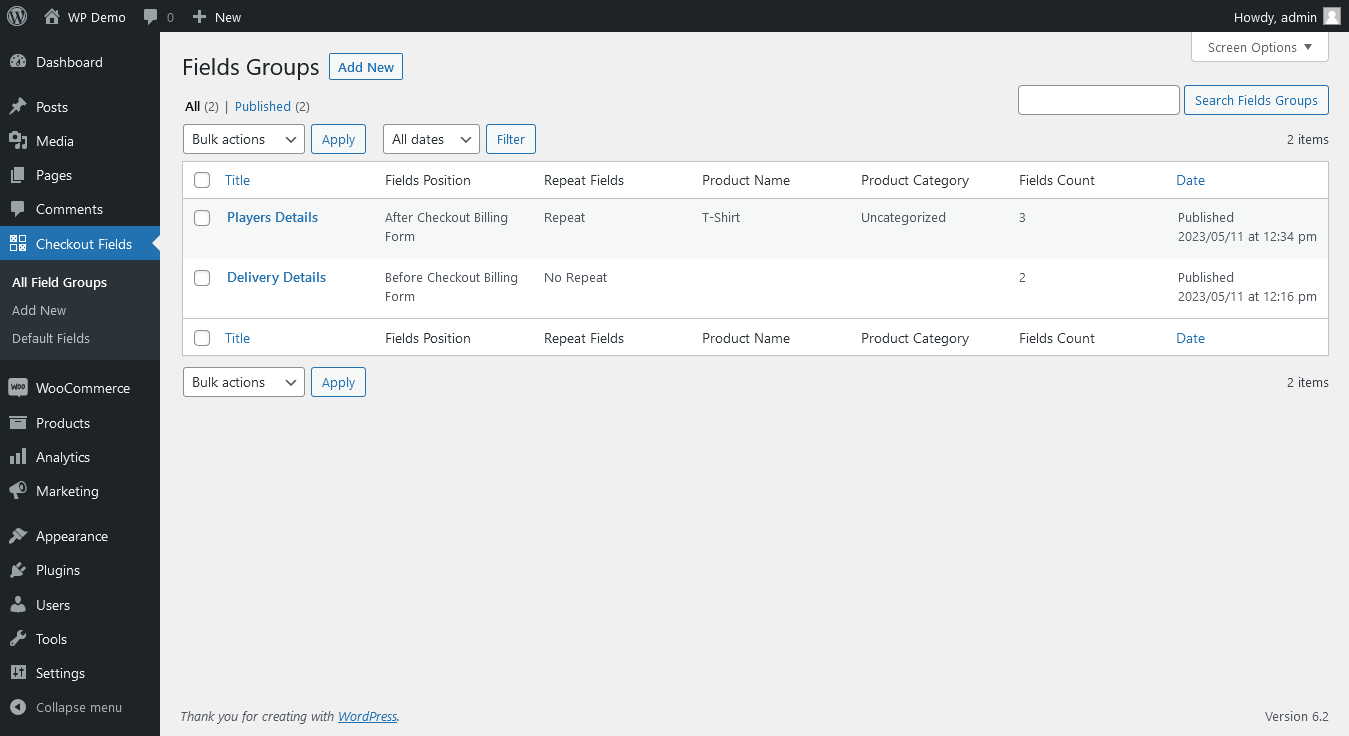 WP Demo 0 New Howdy, admin
Dashboard
Posts
Media
Pages
Comments
Checkout Fields
All Field Groups
Add New
Default Fields
WooCommerce
Products
Analytics
Marketing
Appearance
Plugins
Users
Tools
Settings
Collapse menu
Screen Options
Fields Groups Add New
All (2) | Published (2)
Search Fields Groups
Bulk actions Apply All dates Filter 2 items
Title Fields Position Repeat Fields Product Name Product Category Fields Count Date
Players Details After Checkout Billing Repeat T-Shirt Uncategorized 3 Published
Form 2023/05/11 at 12:34 pm
Delivery Details Before Checkout Billing No Repeat 2 Published
Form 2023/05/11 at 12:16 pm
Title Fields Position Repeat Fields Product Name Product Category Fields Count Date
Bulk actions Apply 2 items
Thank you for creating with WordPress. Version 6.2